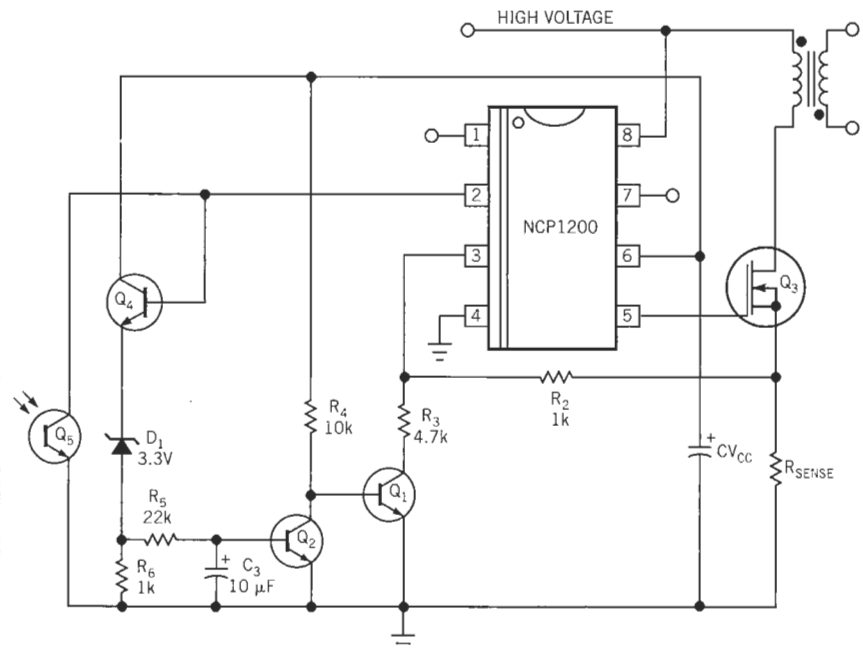 HIGH VOLTAGE
1
8
2
7
NCP1200
3
6
Q3
Q4
4
5
R2
1k
R4
10k
R3
4.7k
Q5
D1
3.3V
CVCC
+
RSENSE
Q1
R5
22k
Q2
R6
1k
+
C3
10 µF